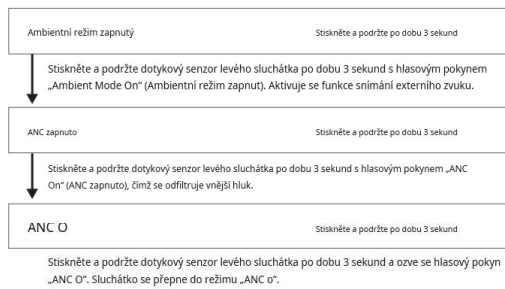 Ambientní režim zapnutý Stiskněte a podržte po dobu 3 sekund
Stiskněte a podržte dotykový senzor levého sluchátka po dobu 3 sekund s hlasovým pokynem
„Ambient Mode On“ (Ambientní režim zapnut). Aktivuje se funkce snímání externího zvuku.
ANC zapnuto Stiskněte a podržte po dobu 3 sekund
Stiskněte a podržte dotykový senzor levého sluchátka po dobu 3 sekund s hlasovým pokynem „ANC
On“ (ANC zapnuto), čímž se odfiltruje vnější hluk.
ANC O Stiskněte a podržte po dobu 3 sekund
Stiskněte a podržte dotykový senzor levého sluchátka po dobu 3 sekund a ozve se hlasový pokyn
„ANC O“. Sluchátko se přepne do režimu „ANC o“.